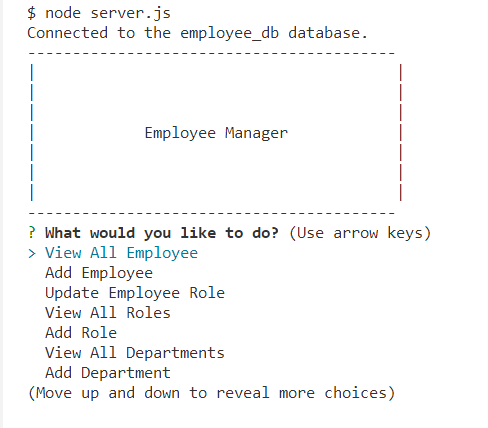 $ node server.js
Connected to the employee_db database.
-----------------------------------------
|                                         |
|                                         |
|                                         |
|            Employee Manager             |
|                                         |
|                                         |
|                                         |
-----------------------------------------
? What would you like to do? (Use arrow keys)
> View All Employee
  Add Employee
  Update Employee Role
  View All Roles
  Add Role
  View All Departments
  Add Department
(Move up and down to reveal more choices)